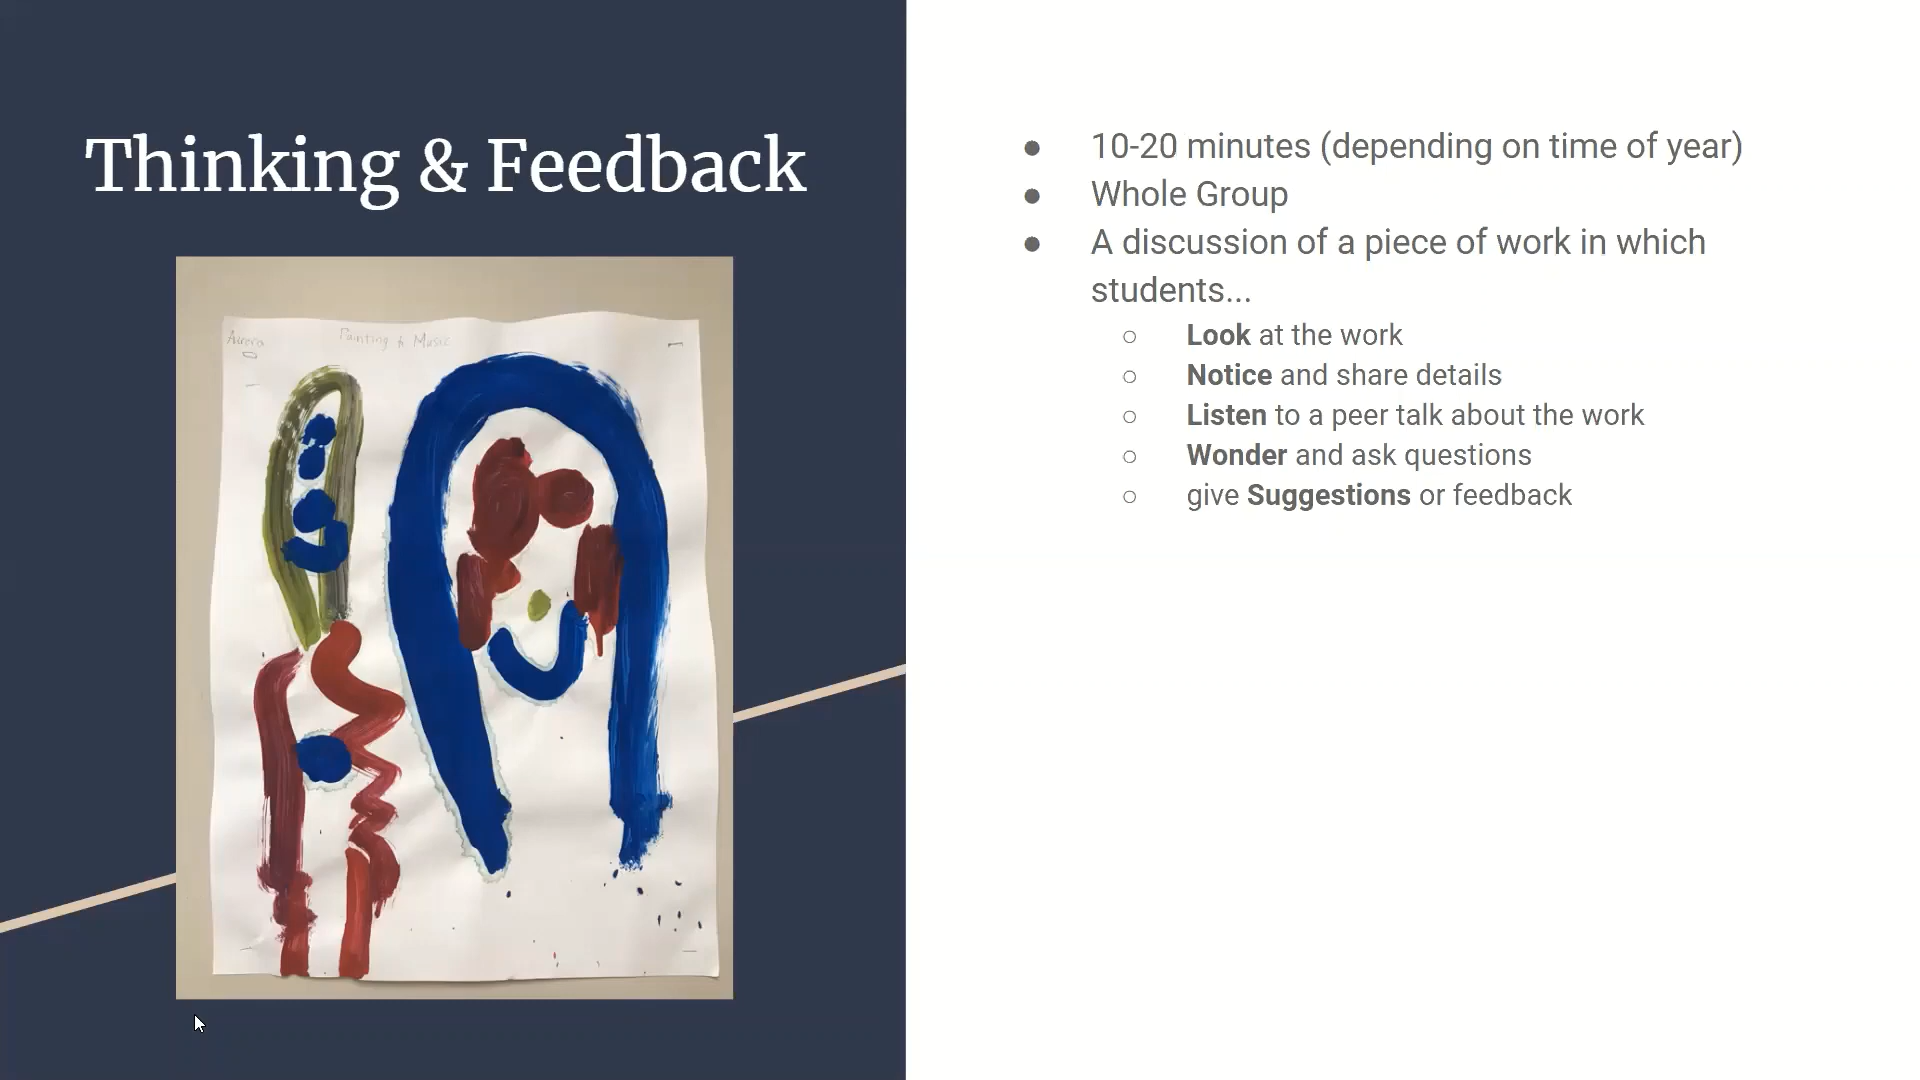 Thinking & Feedback
Aurora
Painting to Music
10-20 minutes (depending on time of year)
Whole Group
A discussion of a piece of work in which
students...
Look at the work
Notice and share details
Listen to a peer talk about the work
Wonder and ask questions
give Suggestions or feedback